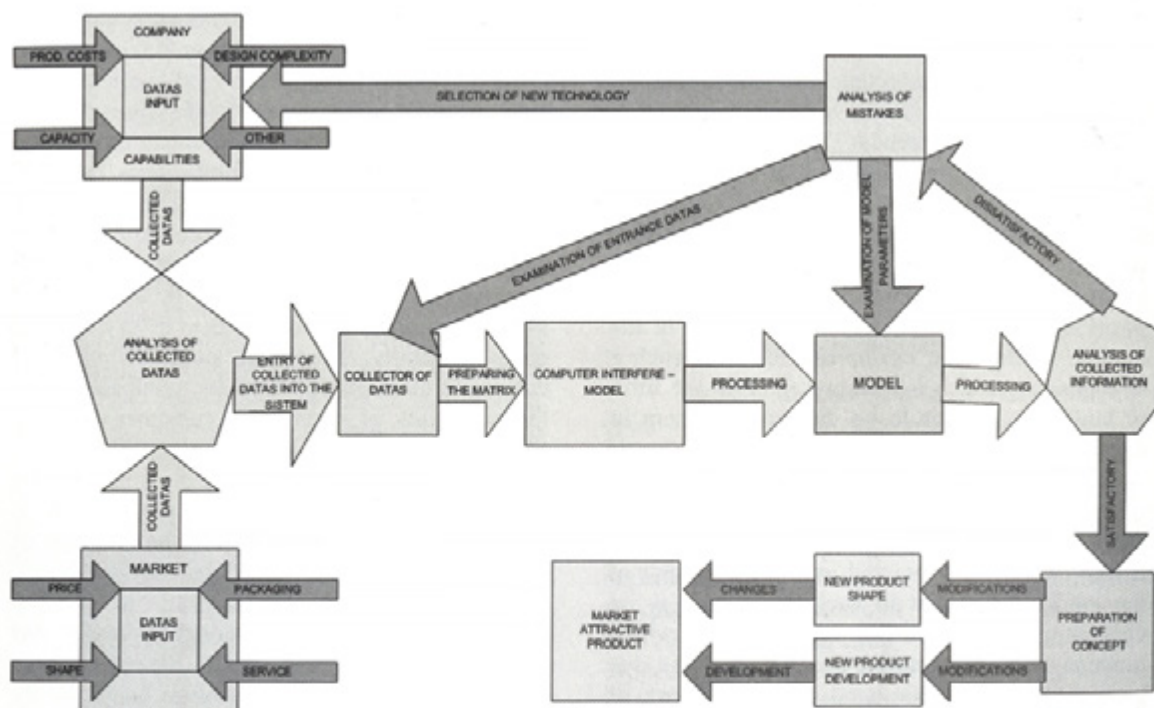 COMPANY
PROD. COSTS
DESIGN COMPLEXITY
DATAS
INPUT
CAPACITY
OTHER
CAPABILITIES
SELECTION OF NEW TECHNOLOGY
ANALYSIS OF
MISTAKES
COLLECTED
DATAS
EXAMINATION OF ENTRANCE DATAS
EXAMINATION OF MODEL
PARAMETERS
DISSATISFACTORY
ANALYSIS OF
COLLECTED
DATAS
ENTRY OF
COLLECTED
DATAS INTO THE
SISTEM
COLLECTOR OF
DATAS
PREPARING
THE MATRIX
COMPUTER INTERFERE –
MODEL
PROCESSING
MODEL
PROCESSING
ANALYSIS OF
COLLECTED
INFORMATION
COLLECTED
DATAS
SATISFACTORY
MARKET
PRICE
PACKAGING
DATAS
INPUT
SHAPE
SERVICE
MARKET
ATTRACTIVE
PRODUCT
CHANGES
NEW PRODUCT
SHAPE
MODIFICATIONS
DEVELOPMENT
NEW PRODUCT
DEVELOPMENT
MODIFICATIONS
PREPARATION
OF
CONCEPT